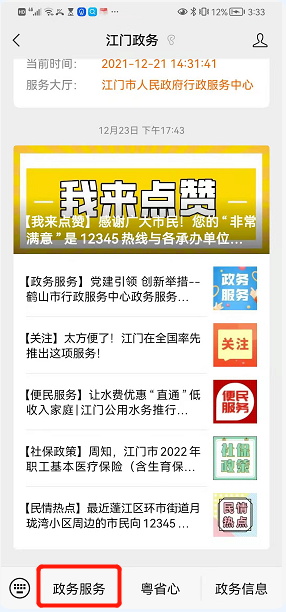 12%
3:33
江门政务
当前时间：
2021-12-21 14:31:41
服务大厅：
江门市人民政府行政服务中心
12月23日 下午17:43
我来点赞
【我来点赞】感谢广大市民！您的“非常
满意”是 12345 热线与各承办单位...
【政务服务】党建引领 创新举措--
鹤山市行政服务中心政务服务...
政务
服务
【关注】太方便了！江门在全国率先
推出这项服务！
关注
【便民服务】让水费优惠“直通”低
收入家庭|江门公用水务推行...
便民
服务
【社保政策】周知，江门市 2022 年
职工基本医疗保险（含生育保...
社保
政策
【民情热点】最近蓬江区环市街道月
珑湾小区周边的市民向 12345 ...
民情
热点
政务服务
粤省心
政务信息